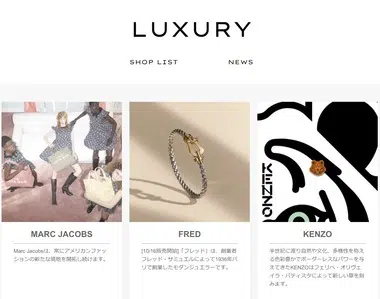 LUXURY
SHOP LIST
NEWS
KENZO
MARC JACOBS
Marc Jacobsは、常にアメリカンファッ
ションの新たな境地を開拓し続けます。
FRED
[10/16発売開始]「フレッド」は、創業者
フレッド・サミュエルによって1936年パ
リで創業したモダンジュエラーです。
KENZO
半世紀に渡り自然や文化、多様性を称え
る色彩豊かでボーダーレスなパワーを与
えてきたKENZOはフェリペ・オリヴェ
イラ・バティスタによって新しい章を刻
みます。